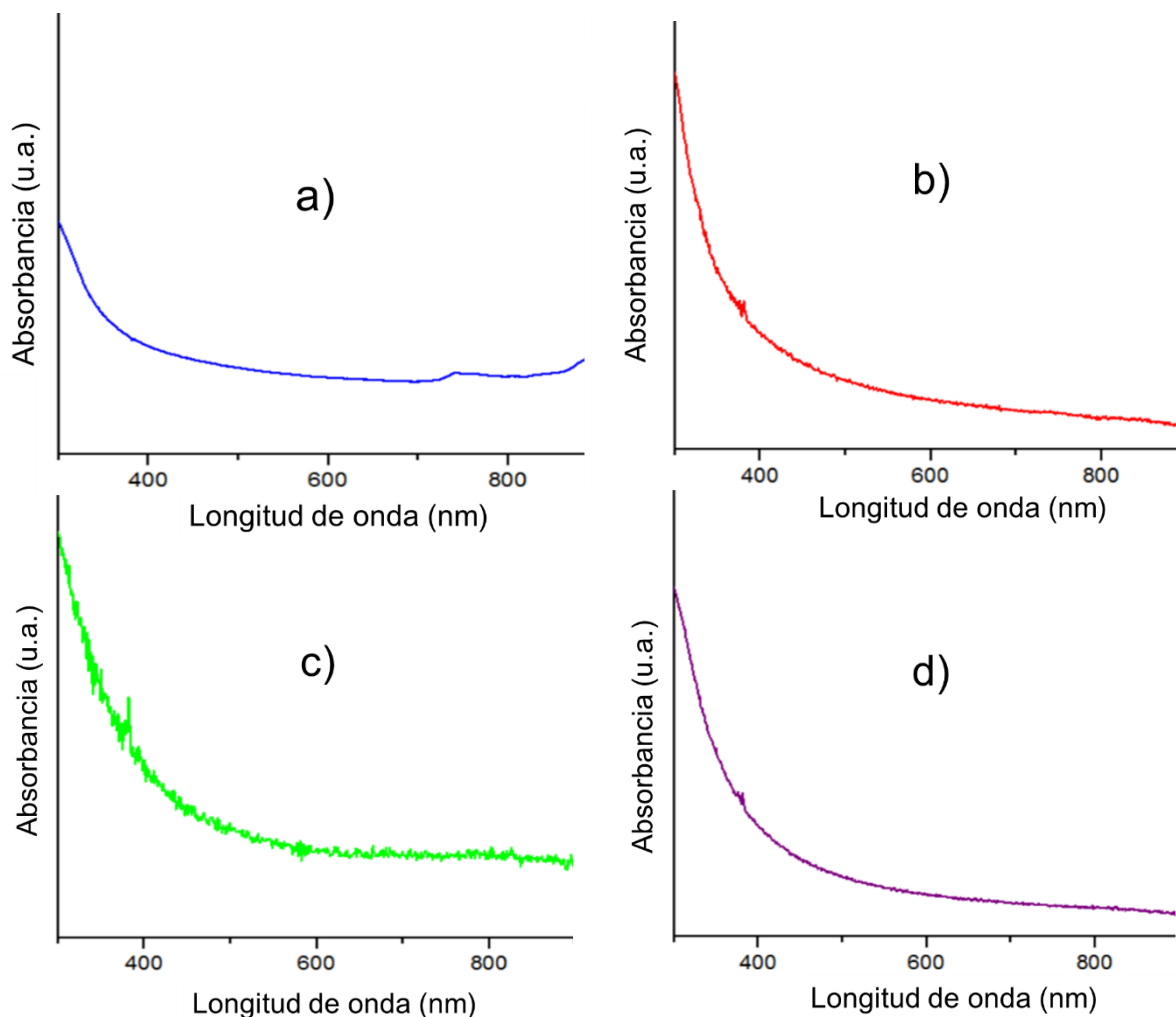 a)
Absorbancia (u.a.)
400
600
800
Longitud de onda (nm)
b)
Absorbancia (u.a.)
400
600
800
Longitud de onda (nm)
c)
Absorbancia (u.a.)
400
600
800
Longitud de onda (nm)
d)
Absorbancia (u.a.)
400
600
800
Longitud de onda (nm)